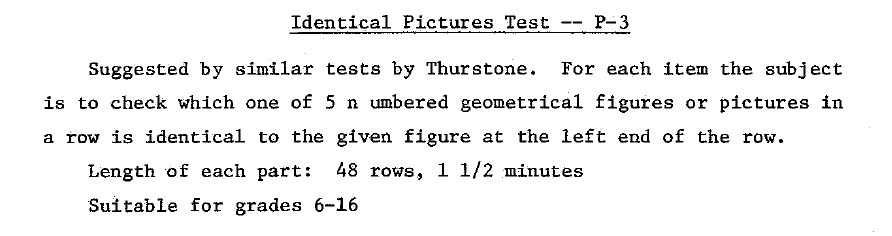 Identical Pictures Test -- P-3
Suggested by similar tests by Thurstone. For each item the subject
is to check which one of 5 n umbered geometrical figures or pictures in
a row is identical to the given figure at the left end of the row.
Length of each part: 48 rows, 1 1/2 minutes
Suitable for grades 6-16